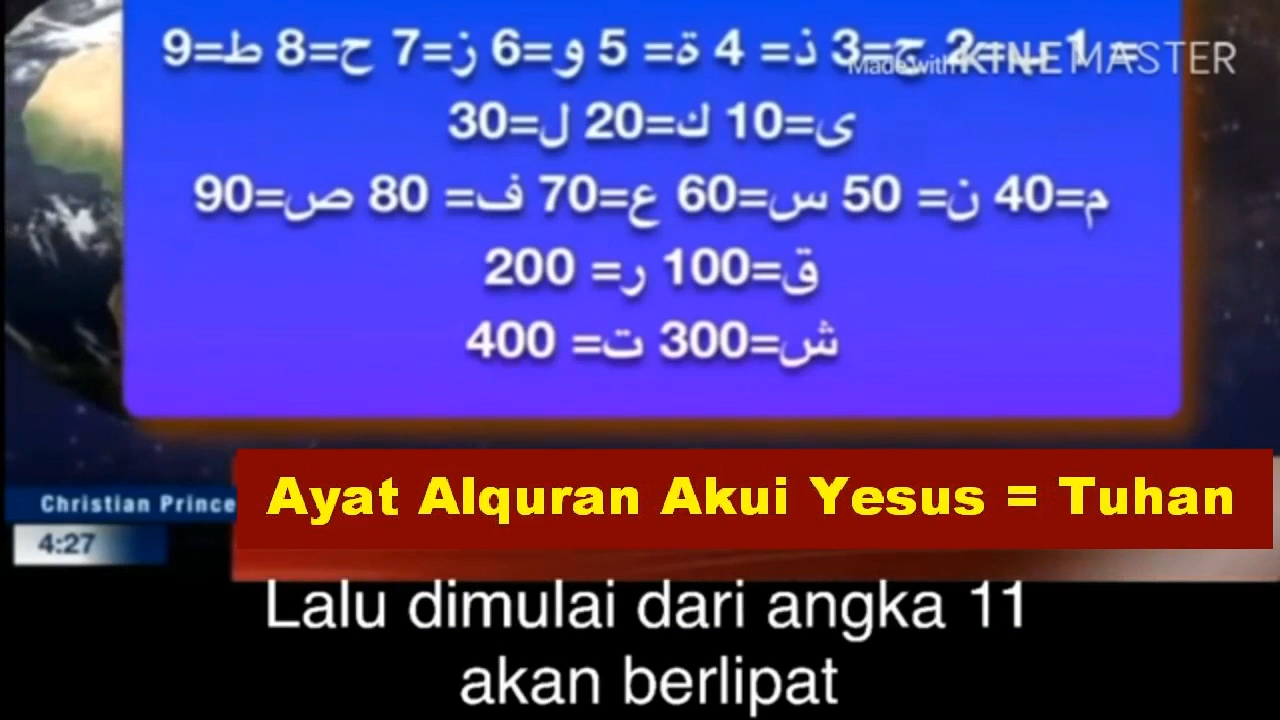 = 1 2 ج=3 ذ= 4 ة= 5 و=6 ز=7 ح=8 ط=9
Made with KINEMASTER
ى=10 ك=20 ل=30
م=40 ن= 50 س=60 ع=70 ف= 80 ص=90
ق=100 ر= 200
ش=300 ت= 400
Christian Prince
Ayat Alquran Akui Yesus = Tuhan
4:27
Lalu dimulai dari angka 11
akan berlipat